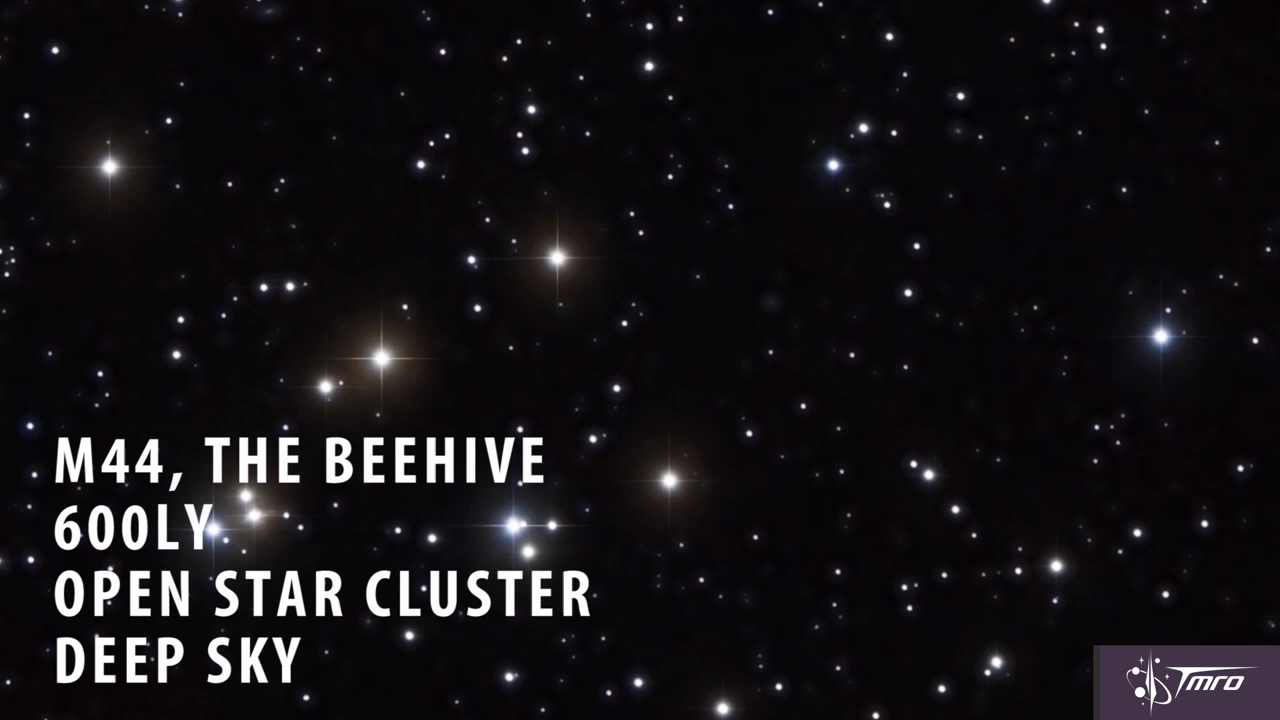 M44, THE BEEHIVE
600LY
OPEN STAR CLUSTER
DEEP SKY
TMRO